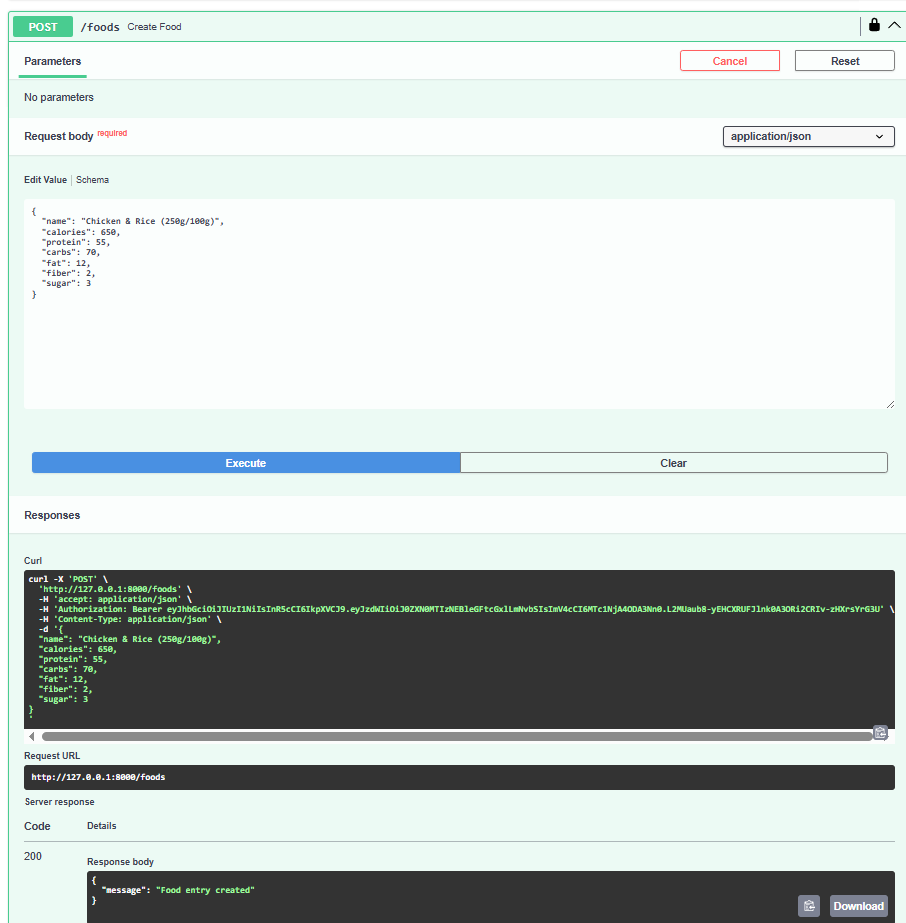 POST /foods Create Food
Parameters
Cancel
Reset
No parameters
Request body required
application/json
Edit Value | Schema
{
  "name": "Chicken & Rice (250g/100g)",
  "calories": 650,
  "protein": 55,
  "carbs": 70,
  "fat": 12,
  "fiber": 2,
  "sugar": 3
}
Execute
Clear
Responses
Curl
curl -X 'POST' \
  'http://127.0.0.1:8000/foods' \
  -H 'accept: application/json' \
  -H 'Authorization: Bearer eyJhbGciOiJIUzI1NiIsInR5cCI6IkpXVCJ9.eyJzdWIiOiJ0ZXN0MTIzNEBleGFtcGxlLmNvbSIsImV4cCI6MTc1NjA4ODA3Nn0.L2MUaub8-yEHCXRUFJlnk0A3ORi2CRIv-zHXrsYrG3U' \
  -H 'Content-Type: application/json' \
  -d '{
  "name": "Chicken & Rice (250g/100g)",
  "calories": 650,
  "protein": 55,
  "carbs": 70,
  "fat": 12,
  "fiber": 2,
  "sugar": 3
}
'
Request URL
http://127.0.0.1:8000/foods
Server response
Code Details
200
Response body
{
  "message": "Food entry created"
}
Download